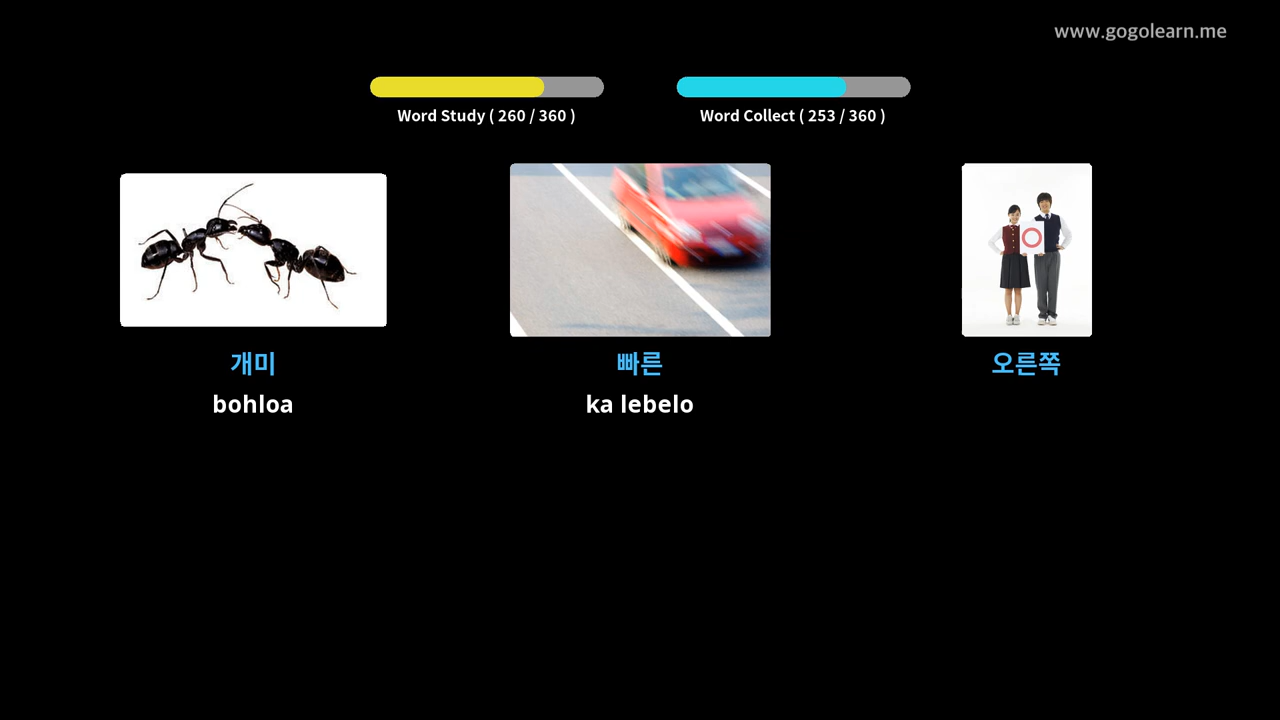 www.gogolearn.me
Word Study ( 260 / 360 )
Word Collect ( 253 / 360 )
개미
빠른
오른쪽
bohloa
ka lebelo